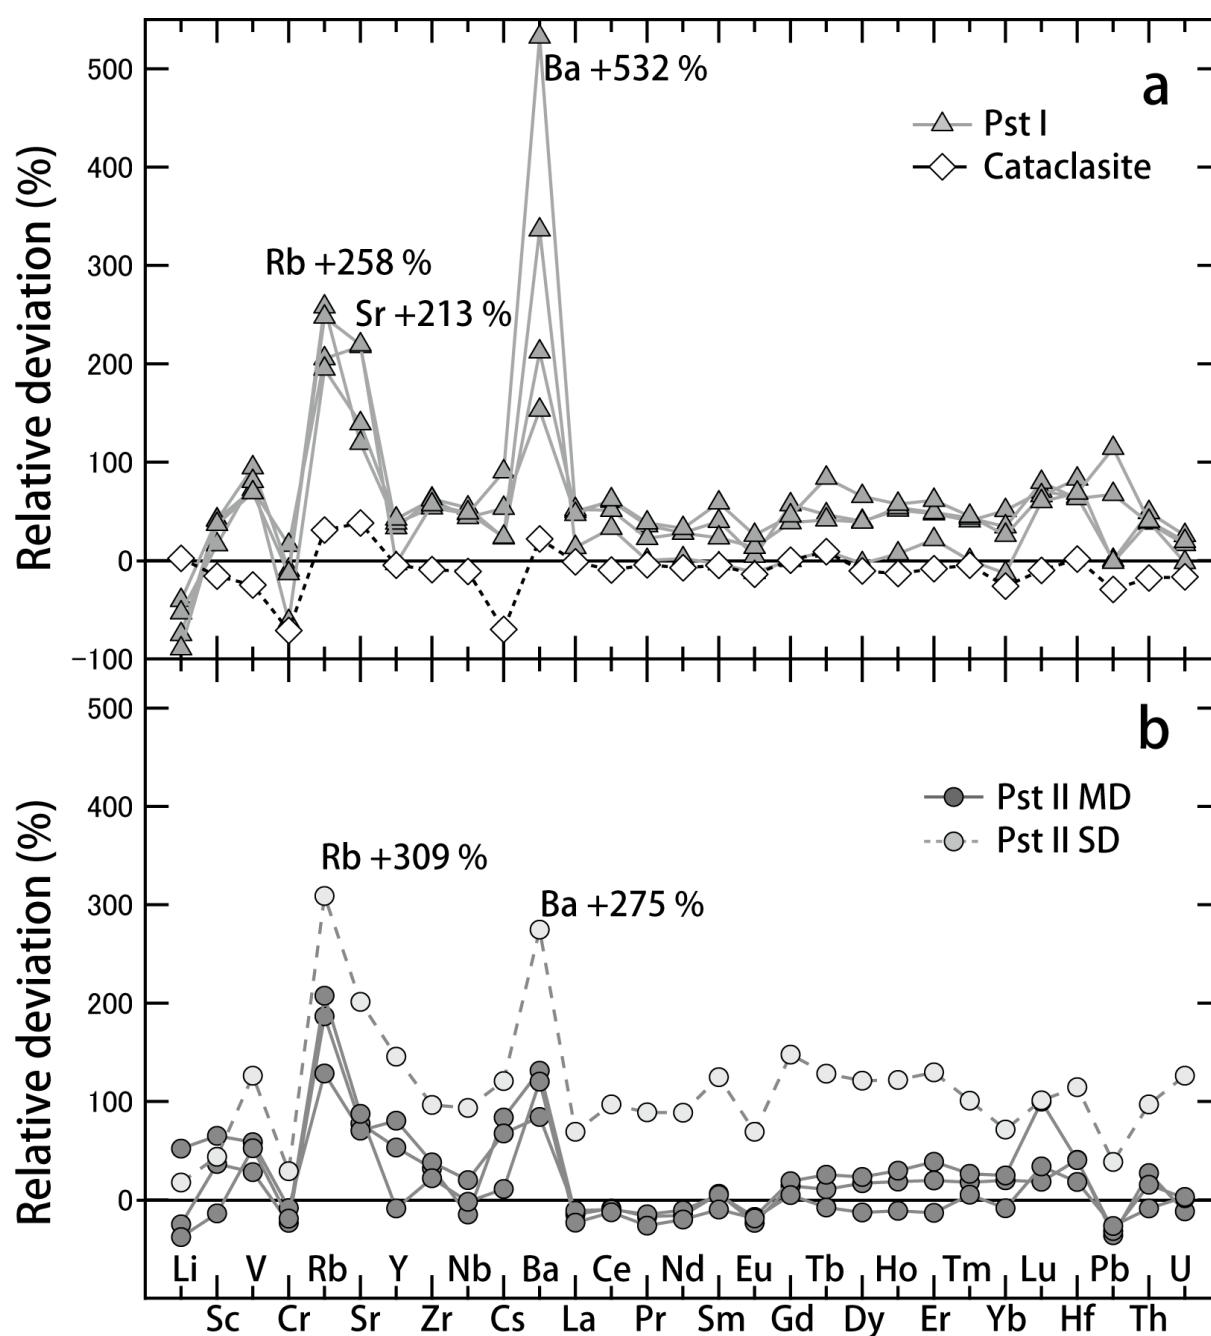 a
Relative deviation (%)
500
400
300
200
100
0
−100
Ba +532 %
Rb +258 %
Sr +213 %
Pst I
Cataclasite
b
Relative deviation (%)
500
400
300
200
100
0
Rb +309 %
Ba +275 %
Pst II MD
Pst II SD
Li V Rb Y Nb Ba Ce Nd Eu Tb Ho Tm Lu Pb U
Sc Cr Sr Zr Cs La Pr Sm Gd Dy Er Yb Hf Th